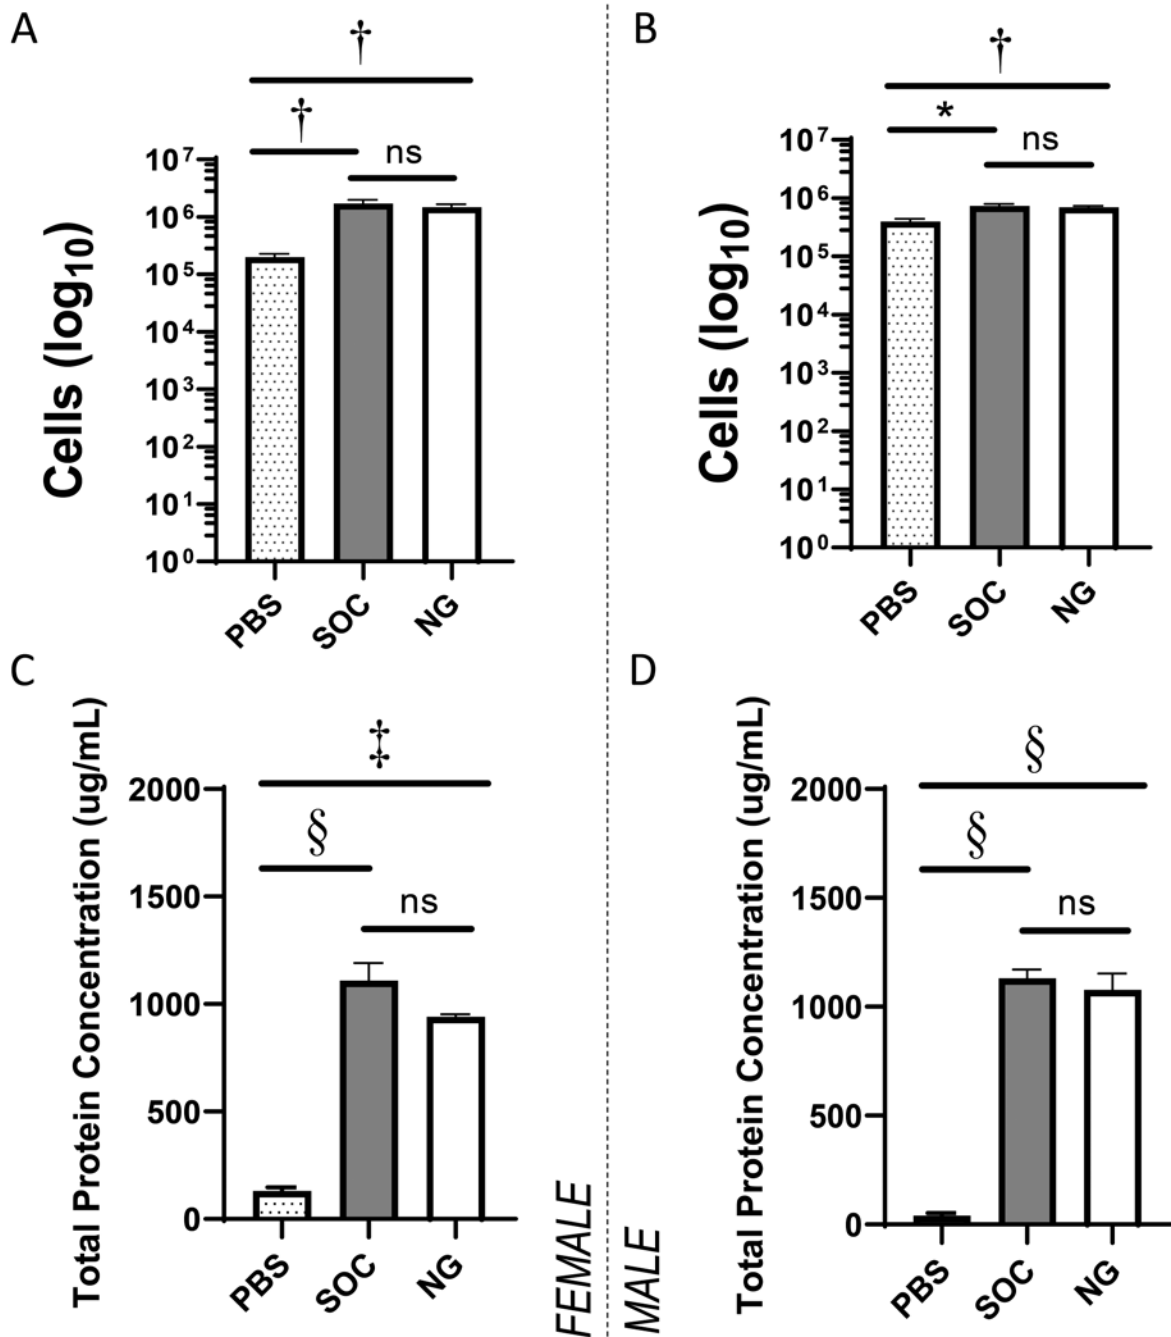 A
†
†
ns
Cells (log₁₀)
10⁷
10⁶
10⁵
10⁴
10³
10²
10¹
10⁰
PBS
SOC
NG
B
†
*
ns
Cells (log₁₀)
10⁷
10⁶
10⁵
10⁴
10³
10²
10¹
10⁰
PBS
SOC
NG
C
‡
§
ns
Total Protein Concentration (ug/mL)
2000
1500
1000
500
0
PBS
SOC
NG
FEMALE
D
§
§
ns
Total Protein Concentration (ug/mL)
2000
1500
1000
500
0
PBS
SOC
NG
MALE